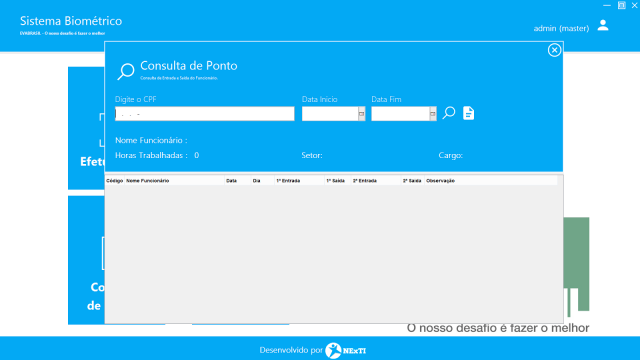 Sistema Biométrico
EVNBRASIL - O nosso desafio é fazer o melhor
admin (master)
Consulta de Ponto
Consulta de Entrada e Saída do Funcionário.
Digite o CPF
Data Início
Data Fim
. . -
Nome Funcionário :
Horas Trabalhadas : 0
Setor:
Cargo:
Código Nome Funcionário Data Dia 1ª Entrada 1ª Saída 2ª Entrada 2ª Saída Observação
Efetu
Co
de
O nosso desafio é fazer o melhor
Desenvolvido por NExTI